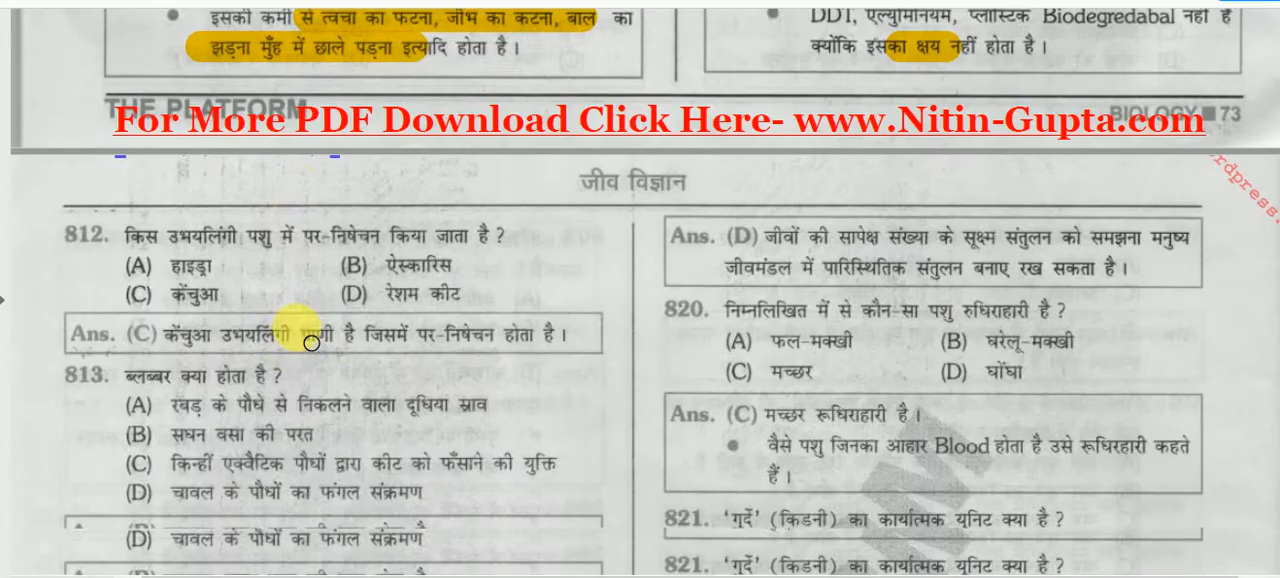 इसकी कमी से त्वचा का फटना, जीभ का कटना, बाल का
झड़ना मुँह में छाले पड़ना इत्यादि होता है।
DDT, एल्युमिनियम, प्लास्टिक Biodegredabal नहीं है
क्योंकि इसका क्षय नहीं होता है।
THE PLATFORM
BIOLOGY 73
For More PDF Download Click Here- www.Nitin-Gupta.com
rdpress.
जीव विज्ञान
812. किस उभयलिंगी पशु में पर-निषेचन किया जाता है ?
(A) हाइड्रा (B) ऐस्कारिस
(C) केंचुआ (D) रेशम कीट
Ans. (C) केंचुआ उभयलिंगी प्राणी है जिसमें पर-निषेचन होता है।
813. ब्लब्बर क्या होता है ?
(A) रबड़ के पौधे से निकलने वाला दूधिया स्राव
(B) सघन वसा की परत
(C) किन्हीं एक्वैटिक पौधों द्वारा कीट को फँसाने की युक्ति
(D) चावल के पौधों का फंगल संक्रमण
(D) चावल के पौधों का फंगल संक्रमण
Ans. (D) जीवों की सापेक्ष संख्या के सूक्ष्म संतुलन को समझना मनुष्य
जीवमंडल में पारिस्थितिक संतुलन बनाए रख सकता है।
820. निम्नलिखित में से कौन-सा पशु रुधिराहारी है ?
(A) फल-मक्खी (B) घरेलू-मक्खी
(C) मच्छर (D) घोंघा
Ans. (C) मच्छर रूधिराहारी है।
वैसे पशु जिनका आहार Blood होता है उसे रूधिरहारी कहते
हैं।
821. 'गुर्दे' (किडनी) का कार्यात्मक यूनिट क्या है ?
821. 'गुर्दे' (किडनी) का कार्यात्मक यूनिट क्या है ?